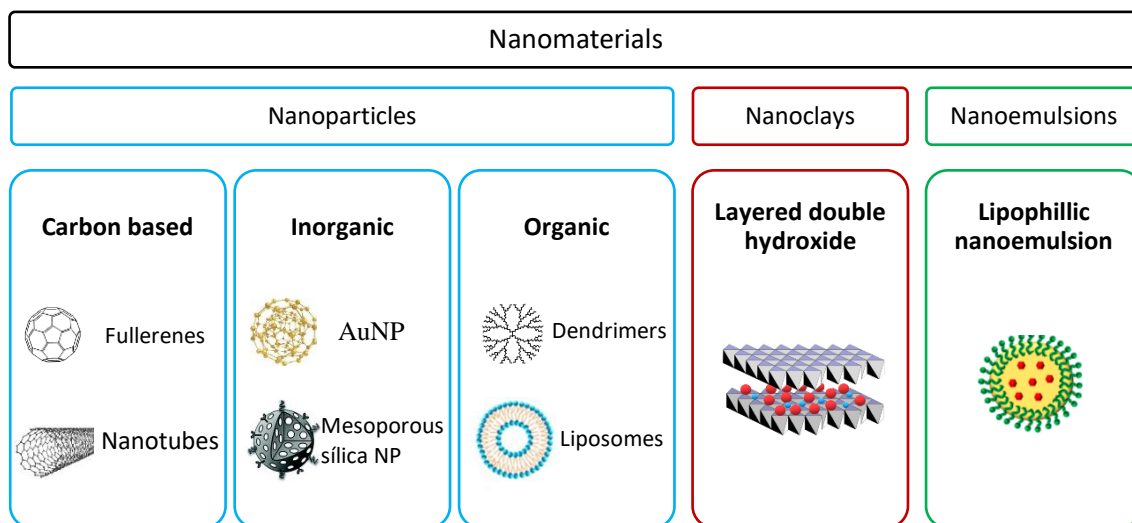 Nanomaterials
Nanoparticles
Nanoclays
Nanoemulsions
Carbon based
Fullerenes
Nanotubes
Inorganic
AuNP
Mesoporous
sílica NP
Organic
Dendrimers
Liposomes
Layered double
hydroxide
Lipophillic
nanoemulsion